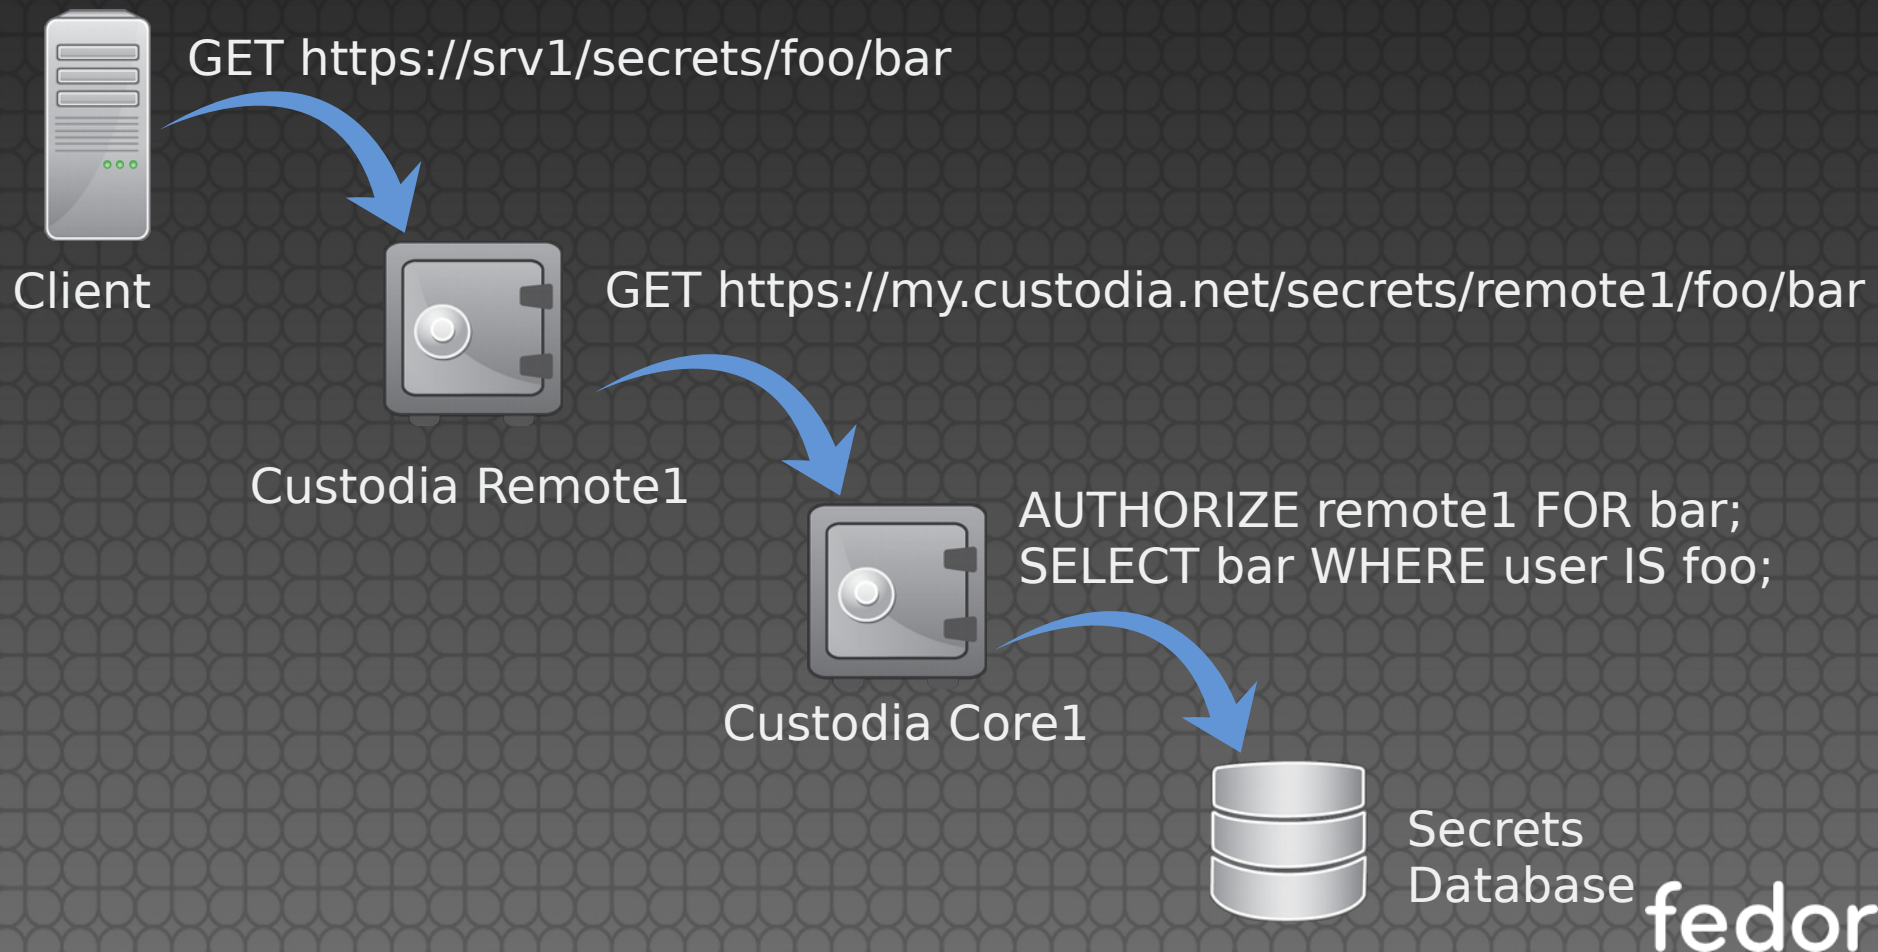 GET https://srv1/secrets/foo/bar
Client
GET https://my.custodia.net/secrets/remote1/foo/bar
Custodia Remote1
AUTHORIZE remote1 FOR bar;
SELECT bar WHERE user IS foo;
Custodia Core1
Secrets
Database
fedor